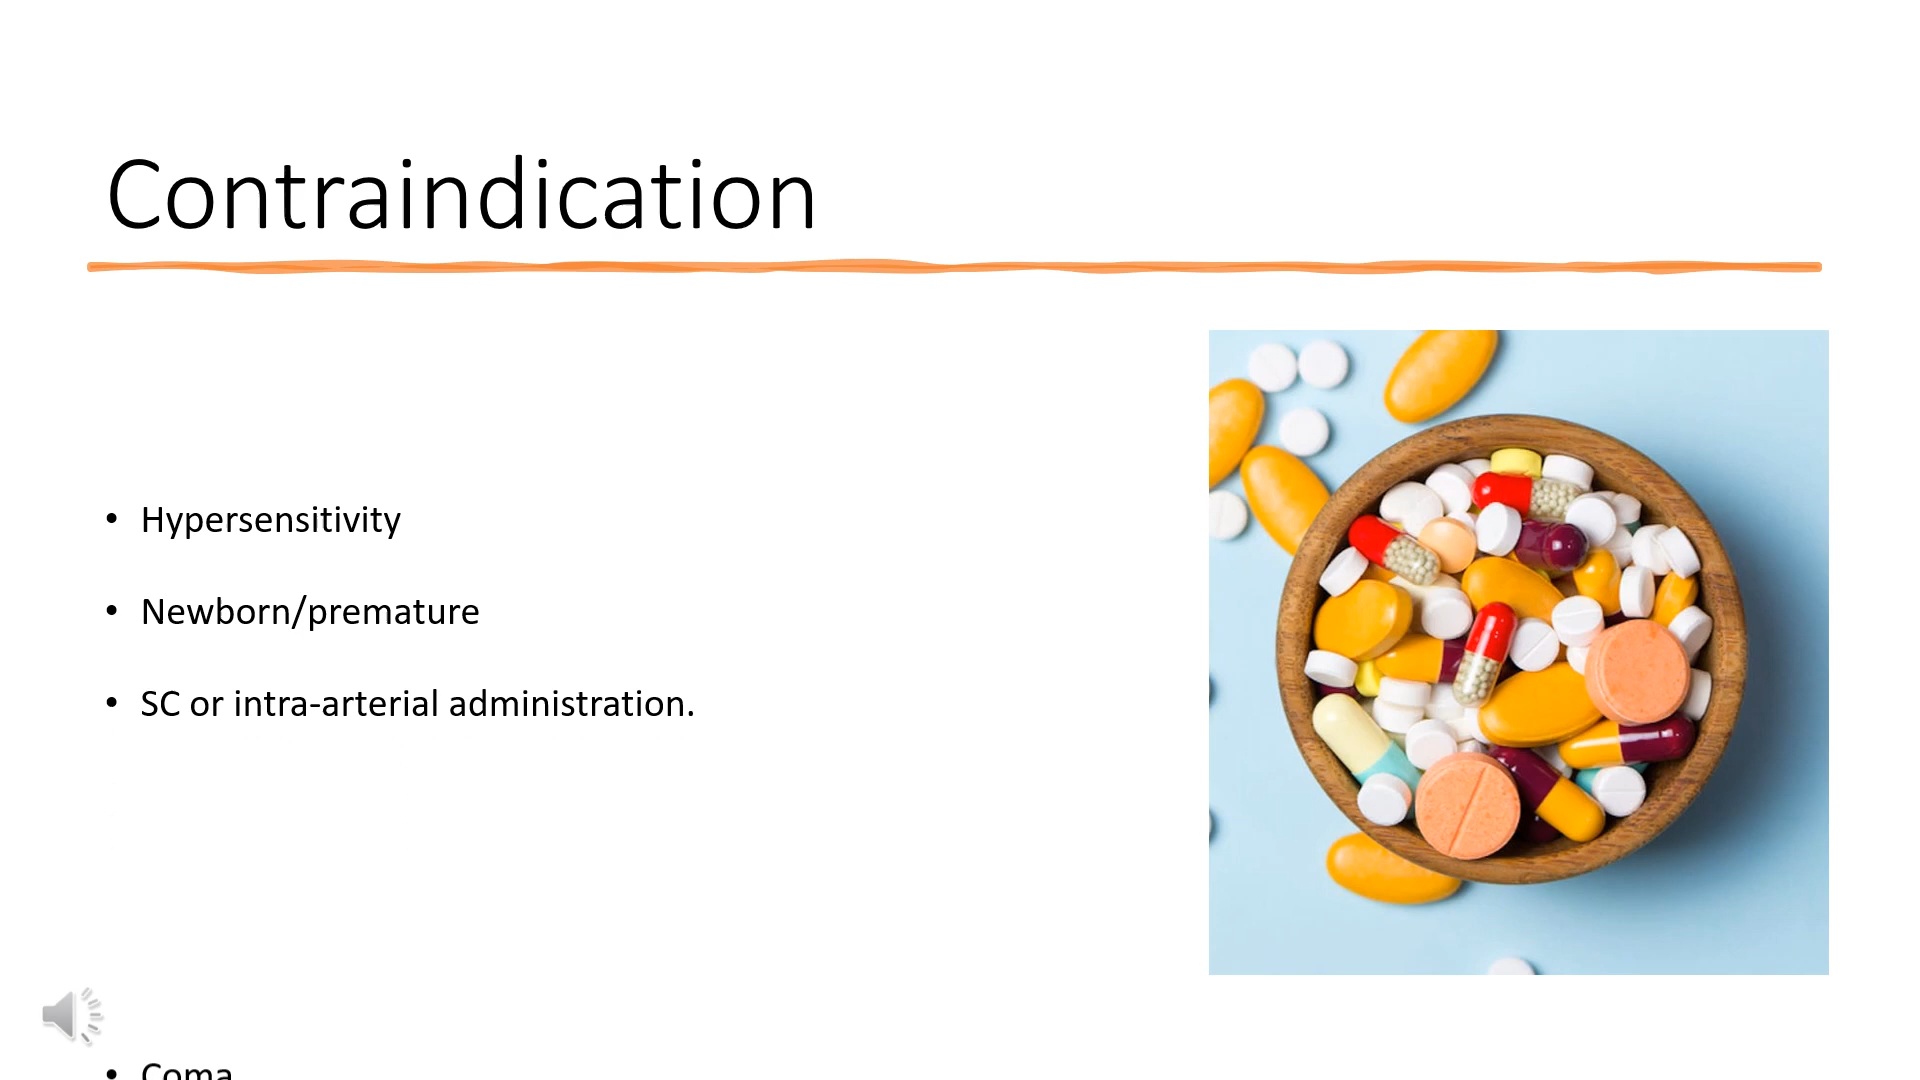 Contraindication
• Hypersensitivity
• Newborn/premature
• SC or intra-arterial administration.
• Coma